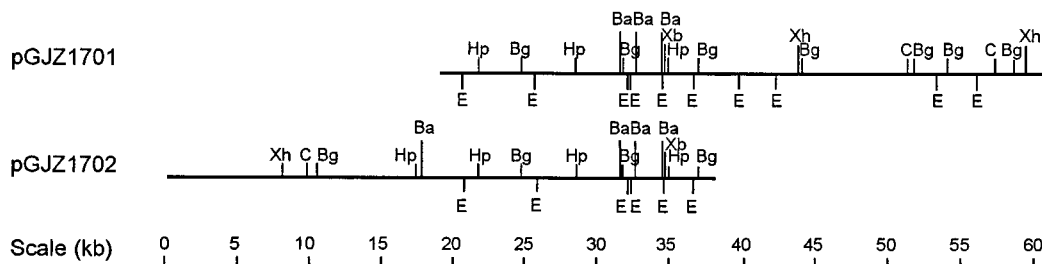 Ba Ba Ba
Xh Xh
Xb
Hp Bg Hp Bg Hp Bg Bg C Bg Bg C Bg
pGJZ1701
E E E E E E E E E E
Ba Ba Ba Ba
Xb
Xh C Bg Hp Hp Bg Hp Bg Hp Bg
pGJZ1702
E E E E E E
Scale (kb) 0 5 10 15 20 25 30 35 40 45 50 55 60